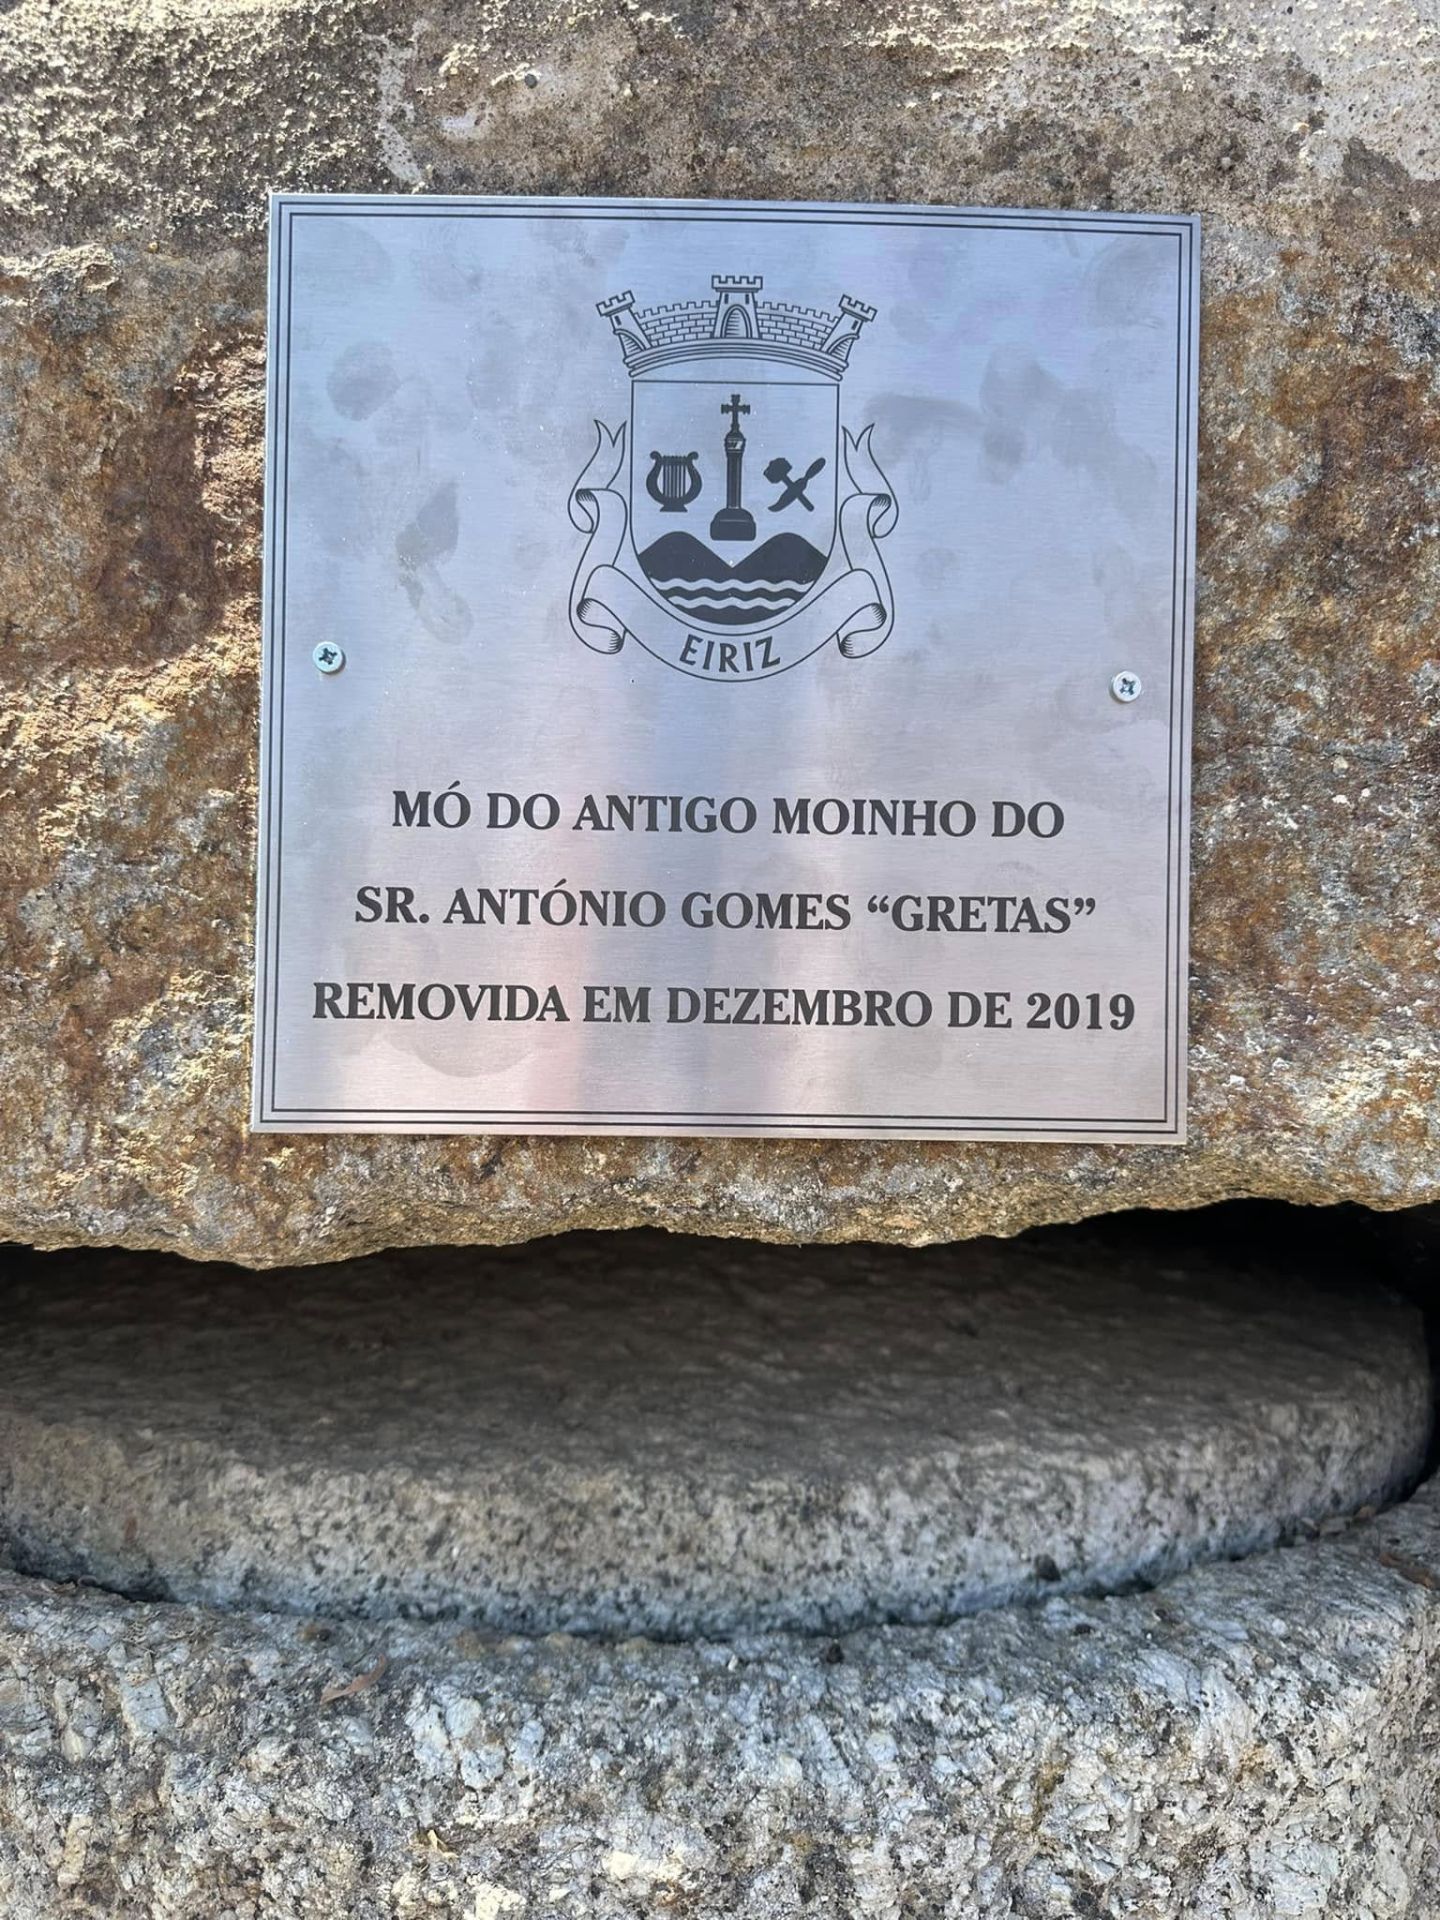 EIRIZ
MÓ DO ANTIGO MOINHO DO
SR. ANTÓNIO GOMES “GRETAS”
REMOVIDA EM DEZEMBRO DE 2019